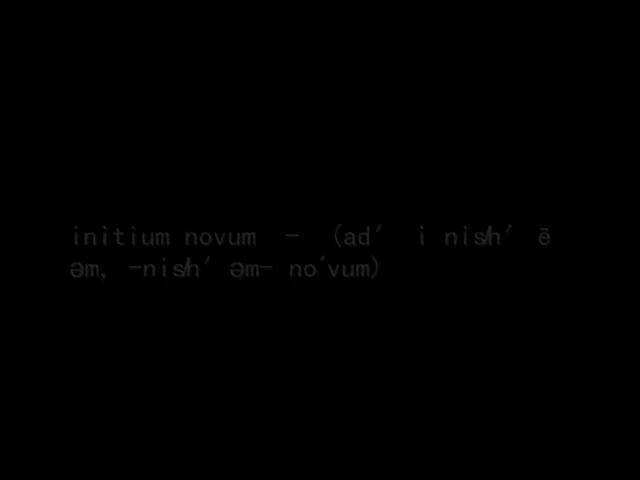 initium novum - (ad′ i nish′ ē
əm, -nish′ əm- no′vum)